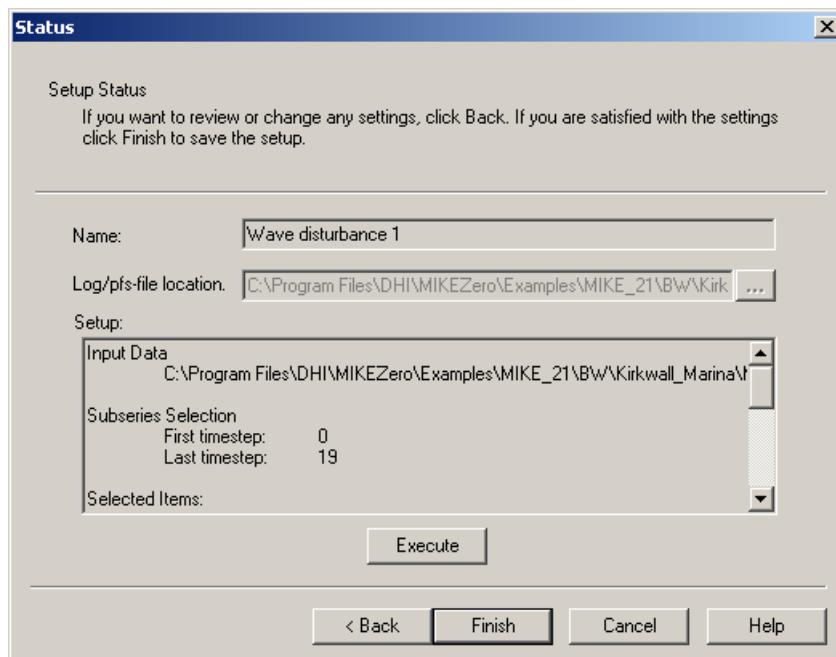 Status
Setup Status
If you want to review or change any settings, click Back. If you are satisfied with the settings
click Finish to save the setup.
Name: Wave disturbance 1
Log/pfs-file location. C:\Program Files\DHI\MIKEZero\Examples\MIKE_21\BW\Kirk ...
Setup:
Input Data
C:\Program Files\DHI\MIKEZero\Examples\MIKE_21\BW\Kirkwall_Marina\
Subseries Selection
First timestep: 0
Last timestep: 19
Selected Items:
Execute
< Back Finish Cancel Help